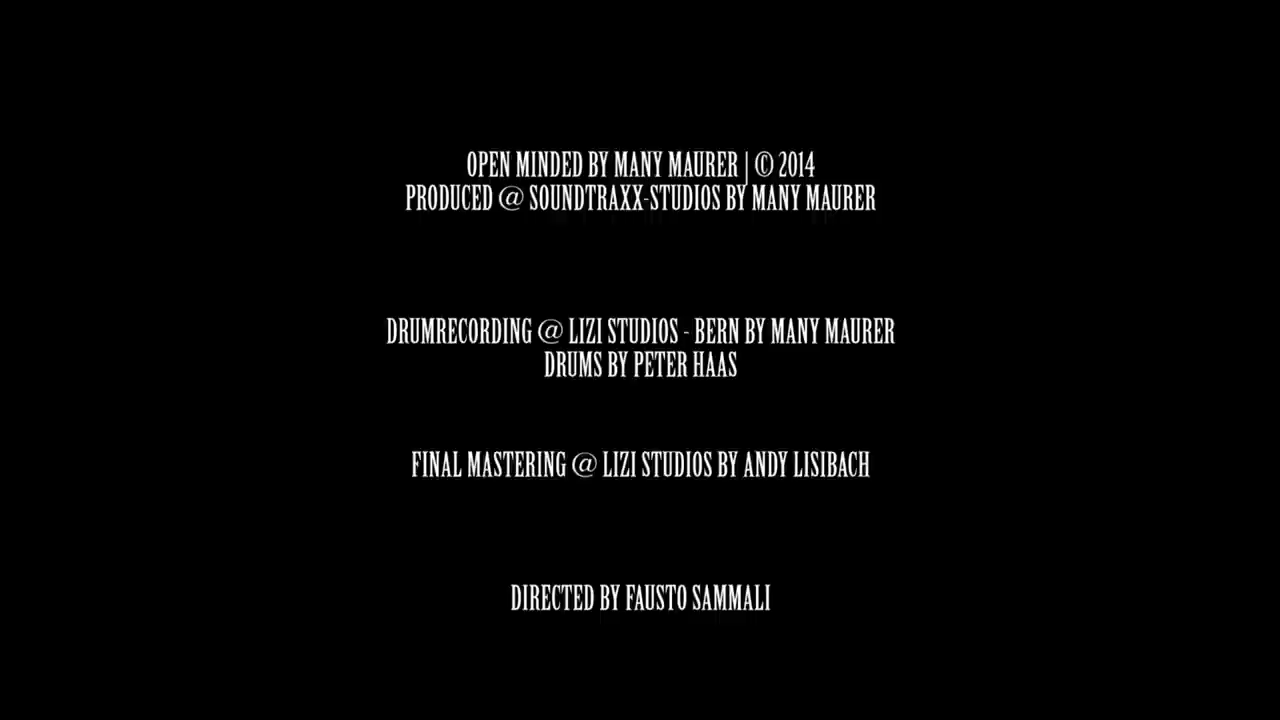 OPEN MINDED BY MANY MAURER | © 2014
PRODUCED @ SOUNDTRAXX-STUDIOS BY MANY MAURER
DRUMRECORDING @ LIZI STUDIOS - BERN BY MANY MAURER
DRUMS BY PETER HAAS
FINAL MASTERING @ LIZI STUDIOS BY ANDY LISIBACH
DIRECTED BY FAUSTO SAMMALI